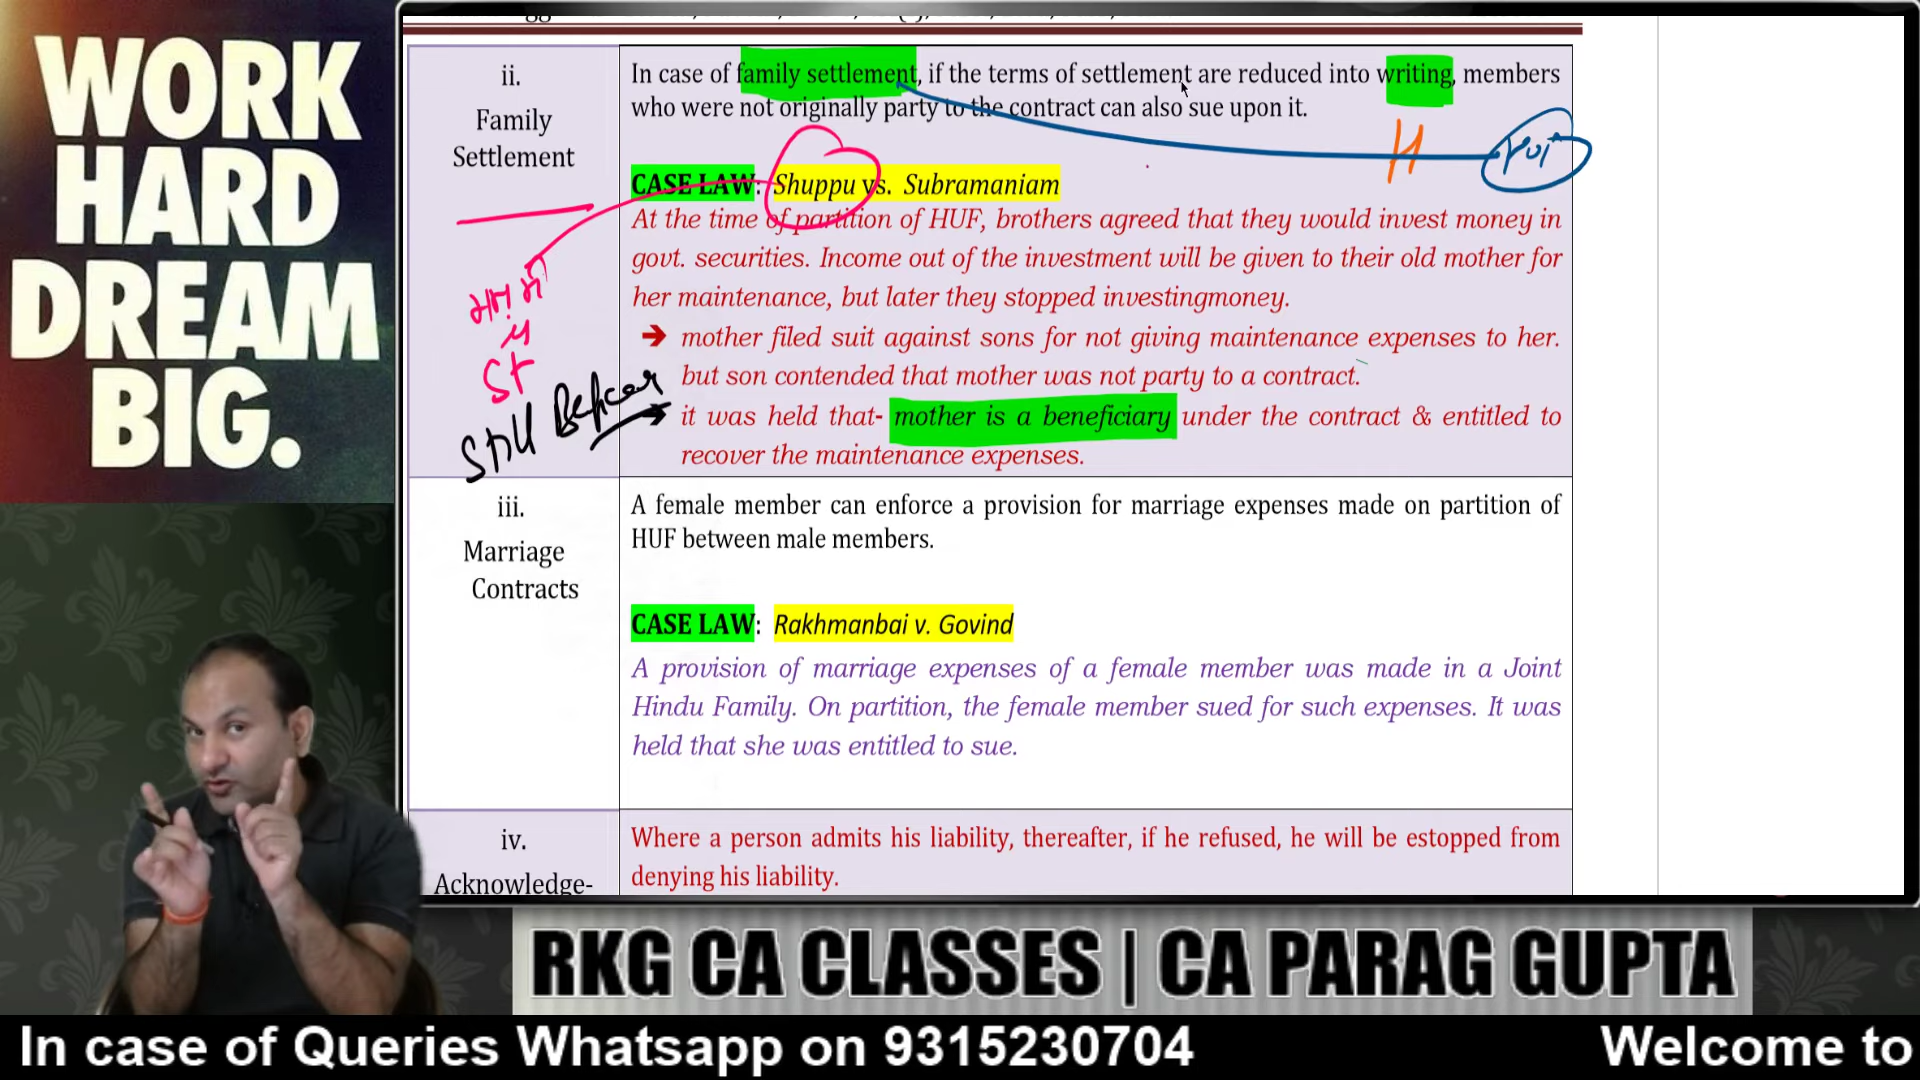 WORK
HARD
DREAM
BIG.
ii.
Family
Settlement
In case of family settlement, if the terms of settlement are reduced into writing, members
who were not originally party to the contract can also sue upon it.
CASE LAW: Shuppu vs. Subramaniam
At the time of partition of HUF, brothers agreed that they would invest money in
govt. securities. Income out of the investment will be given to their old mother for
her maintenance, but later they stopped investingmoney.
➔ mother filed suit against sons for not giving maintenance expenses to her.
but son contended that mother was not party to a contract.
➔ it was held that- mother is a beneficiary under the contract & entitled to
recover the maintenance expenses.
Still
iii.
Marriage
Contracts
A female member can enforce a provision for marriage expenses made on partition of
HUF between male members.
CASE LAW: Rakhmanbai v. Govind
A provision of marriage expenses of a female member was made in a Joint
Hindu Family. On partition, the female member sued for such expenses. It was
held that she was entitled to sue.
iv.
Acknowledge-
Where a person admits his liability, thereafter, if he refused, he will be estopped from
denying his liability.
RKG CA CLASSES | CA PARAG GUPTA
In case of Queries Whatsapp on 9315230704
Welcome to